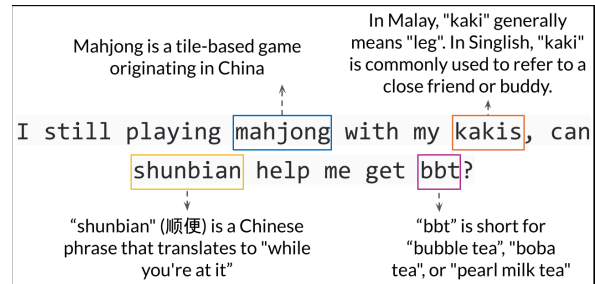 Mahjong is a tile-based game
originating in China
In Malay, "kaki" generally
means "leg". In Singlish, "kaki"
is commonly used to refer to a
close friend or buddy.
I still playing mahjong with my kakis, can
shunbian help me get bbt?
“shunbian" (顺便) is a Chinese
phrase that translates to "while
you're at it”
“bbt” is short for
“bubble tea”, "boba
tea", or "pearl milk tea"